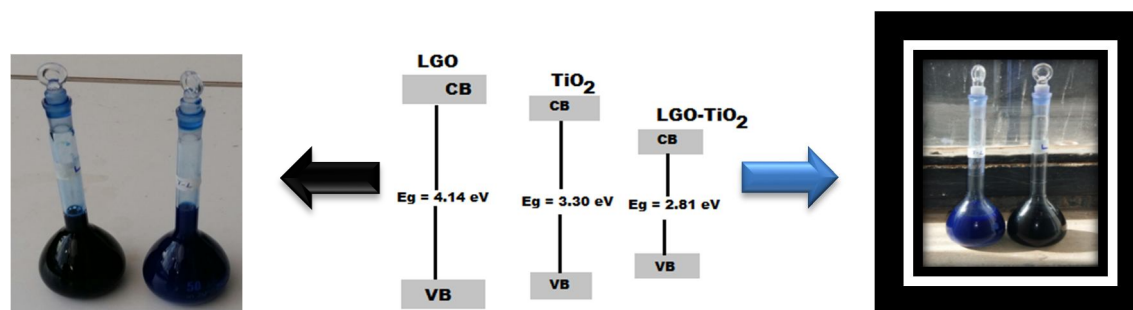 LGO
CB
Eg = 4.14 eV
VB
TiO2
CB
Eg = 3.30 eV
VB
LGO-TiO2
CB
Eg = 2.81 eV
VB
50